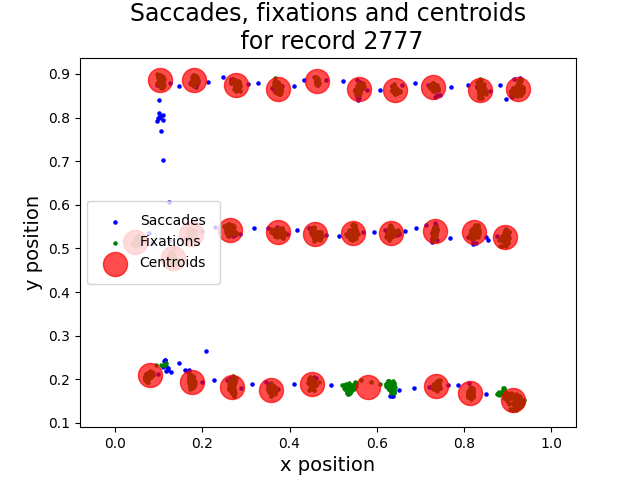 Saccades, fixations and centroids
for record 2777
y position
0.9
0.8
0.7
0.6
0.5
0.4
0.3
0.2
0.1
Saccades
Fixations
Centroids
0.0 0.2 0.4 0.6 0.8 1.0
x position